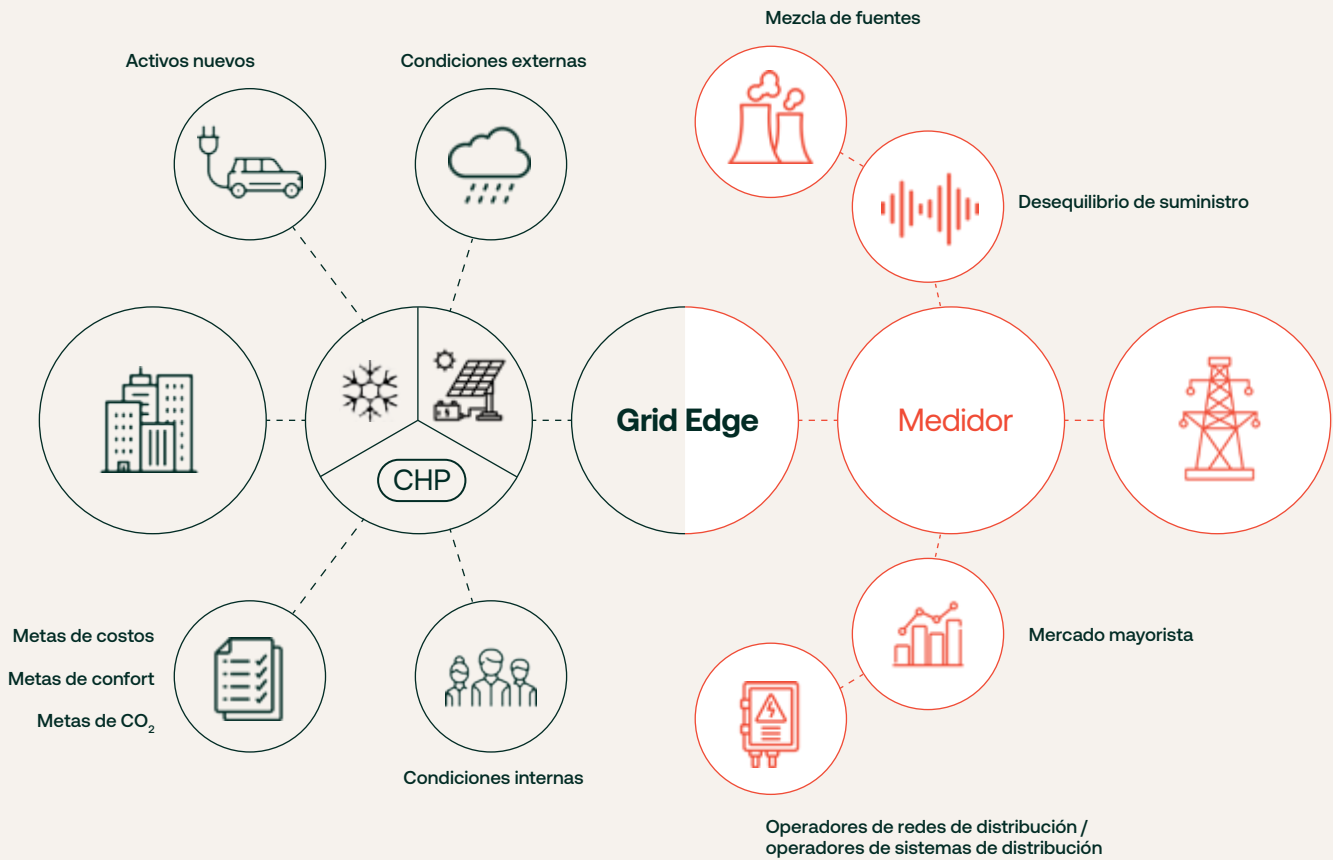 Mezcla de fuentes
Activos nuevos
Condiciones externas
Desequilibrio de suministro
Grid Edge
Medidor
CHP
Metas de costos
Metas de confort
Metas de CO₂
Mercado mayorista
Condiciones internas
Operadores de redes de distribución /
operadores de sistemas de distribución